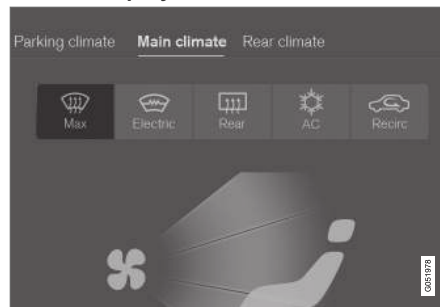 Parking climate Main climate Rear climate
Max Electric Rear AC Recirc
G051978